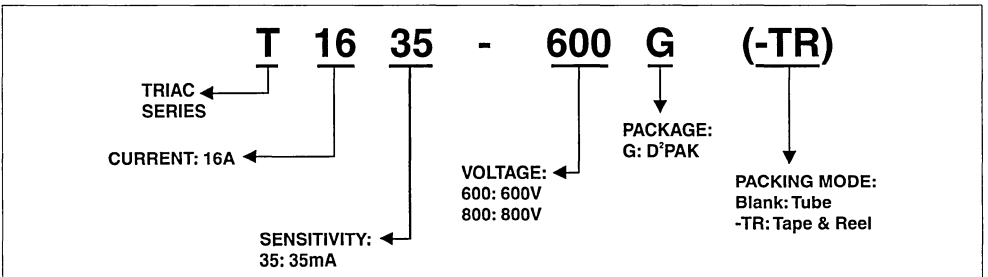 T 16 35 - 600 G (-TR)
TRIAC
SERIES
CURRENT: 16A
SENSITIVITY:
35: 35mA
VOLTAGE:
600: 600V
800: 800V
PACKAGE:
G: D²PAK
PACKING MODE:
Blank: Tube
-TR: Tape & Reel